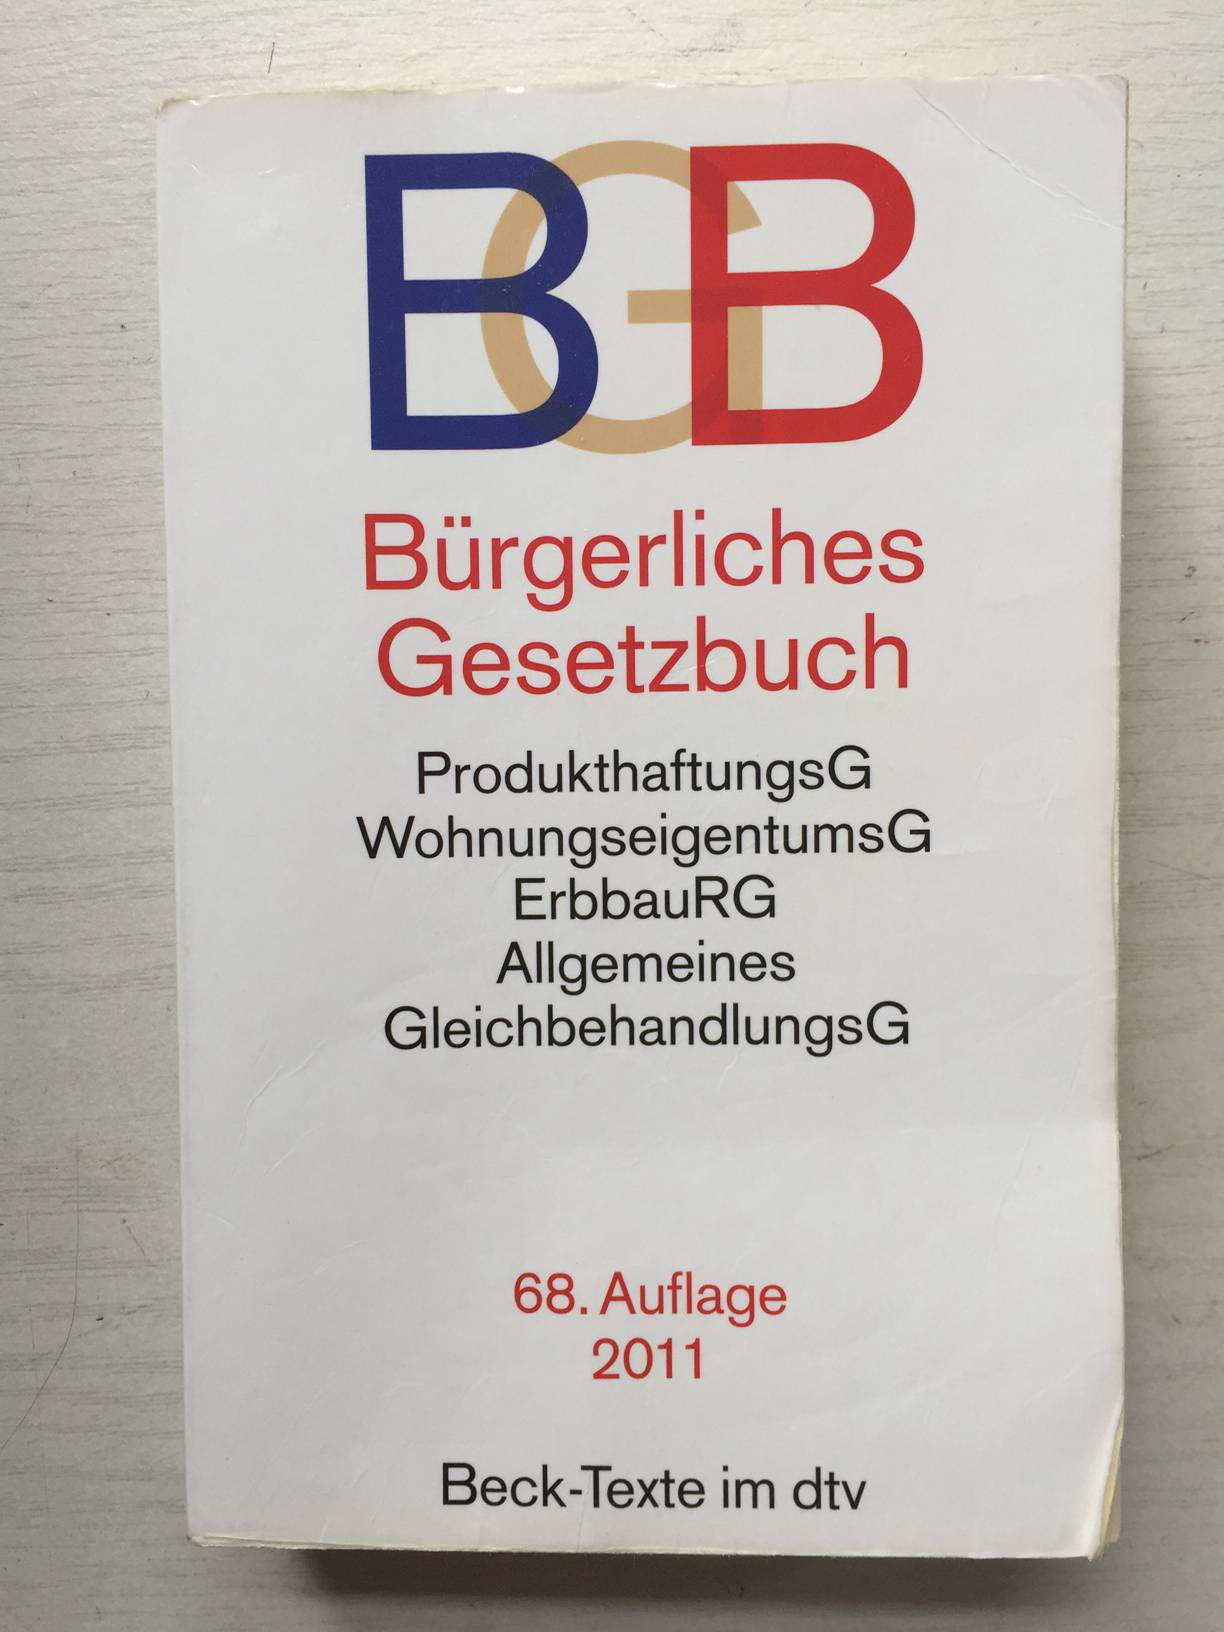 BGB
Bürgerliches
Gesetzbuch
ProdukthaftungsG
WohnungseigentumsG
ErbbauRG
Allgemeines
GleichbehandlungsG
68. Auflage
2011
Beck-Texte im dtv